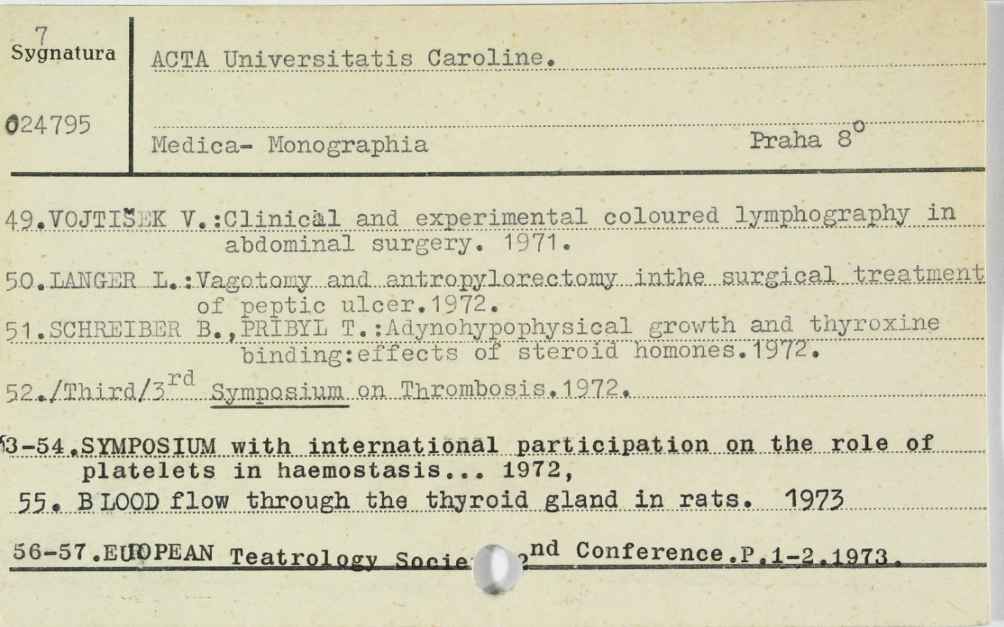 7
Sygnatura
ACTA Universitatis Caroline.
024795
Medica- Monographia Praha 8°
49.VOJTIŠEK V.:Clinical and experimental coloured lymphography in
abdominal surgery. 1971.
50.LANGER L.:Vagotomy and antropylorectomy inthe surgical treatment
of peptic ulcer.1972.
51.SCHREIBER B.,PRIBYL T.:Adynohypophysical growth and thyroxine
binding:effects of steroid homones.1972.
52./Third/3rd Symposium on Thrombosis.1972.
3-54.SYMPOSIUM with international participation on the role of
platelets in haemostasis... 1972,
55. BLOOD flow through the thyroid gland in rats. 1973
56-57.EUROPEAN Teatrology Socie 2nd Conference.P.1-2.1973.